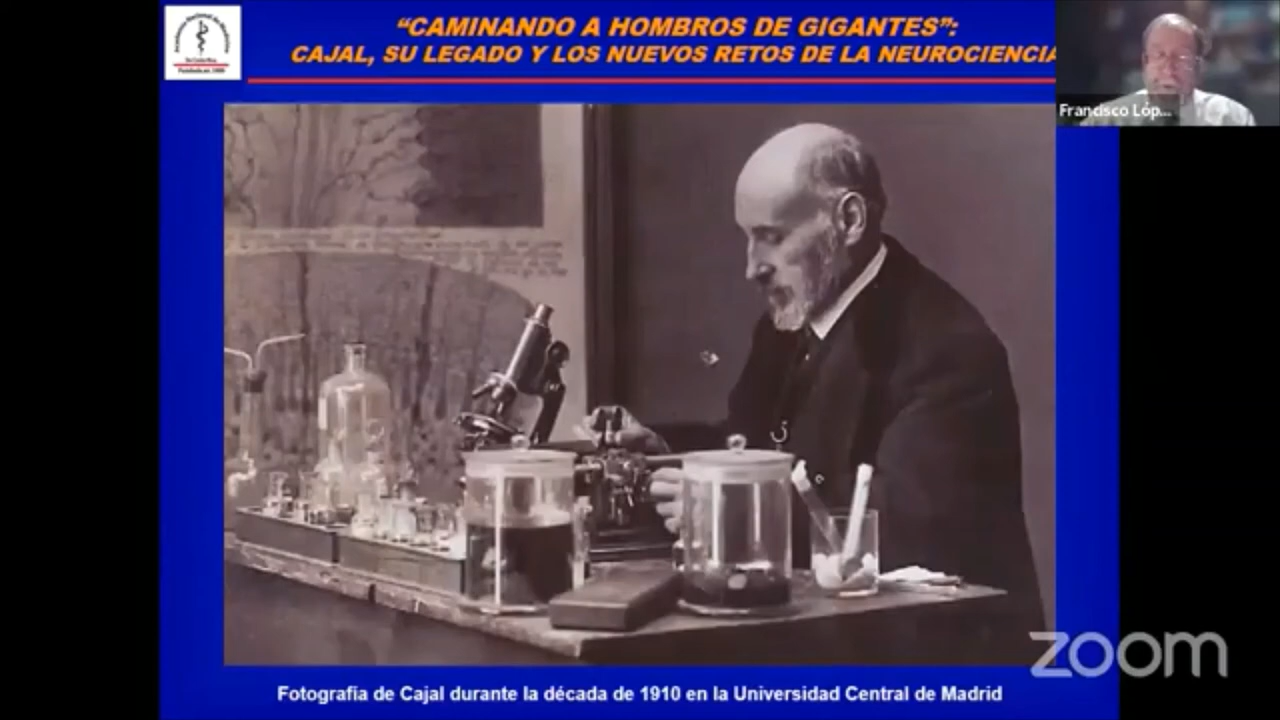 “CAMINANDO A HOMBROS DE GIGANTES”:
CAJAL, SU LEGADO Y LOS NUEVOS RETOS DE LA NEUROCIENCIA
Francisco Lóp...
zoom
Fotografía de Cajal durante la década de 1910 en la Universidad Central de Madrid